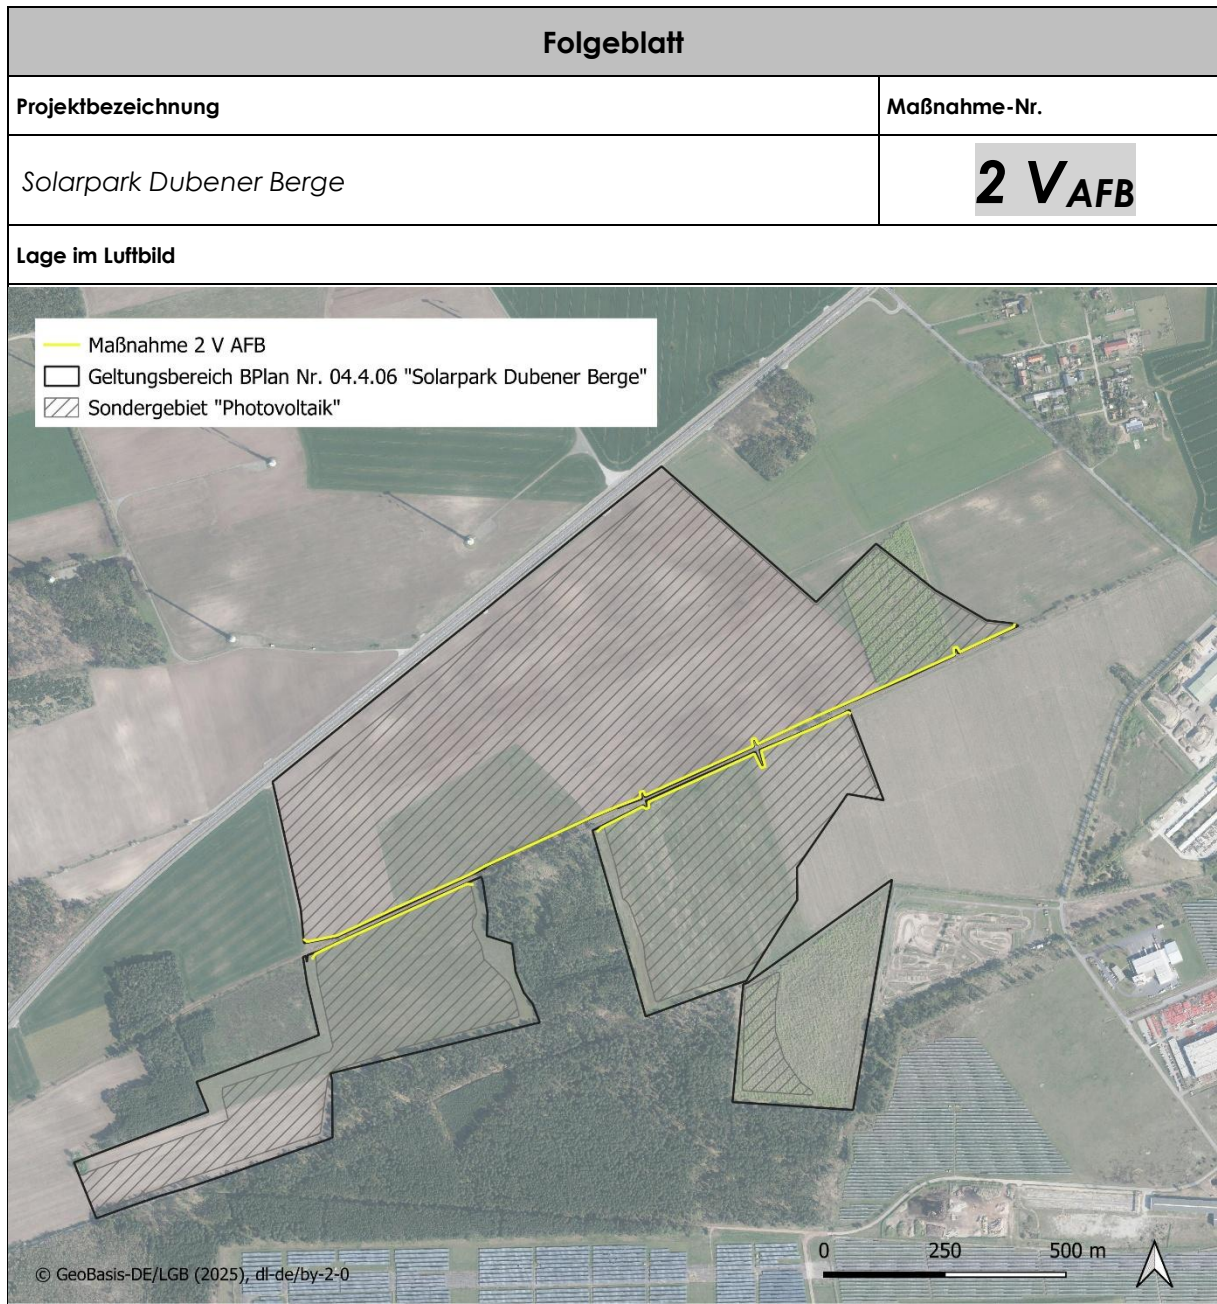 Folgeblatt
Projektbezeichnung
Maßnahme-Nr.
Solarpark Dubener Berge
2 VAFB
Lage im Luftbild
Maßnahme 2 V AFB
Geltungsbereich BPlan Nr. 04.4.06 "Solarpark Dubener Berge"
Sondergebiet "Photovoltaik"
0 250 500 m
© GeoBasis-DE/LGB (2025), dl-de/by-2-0